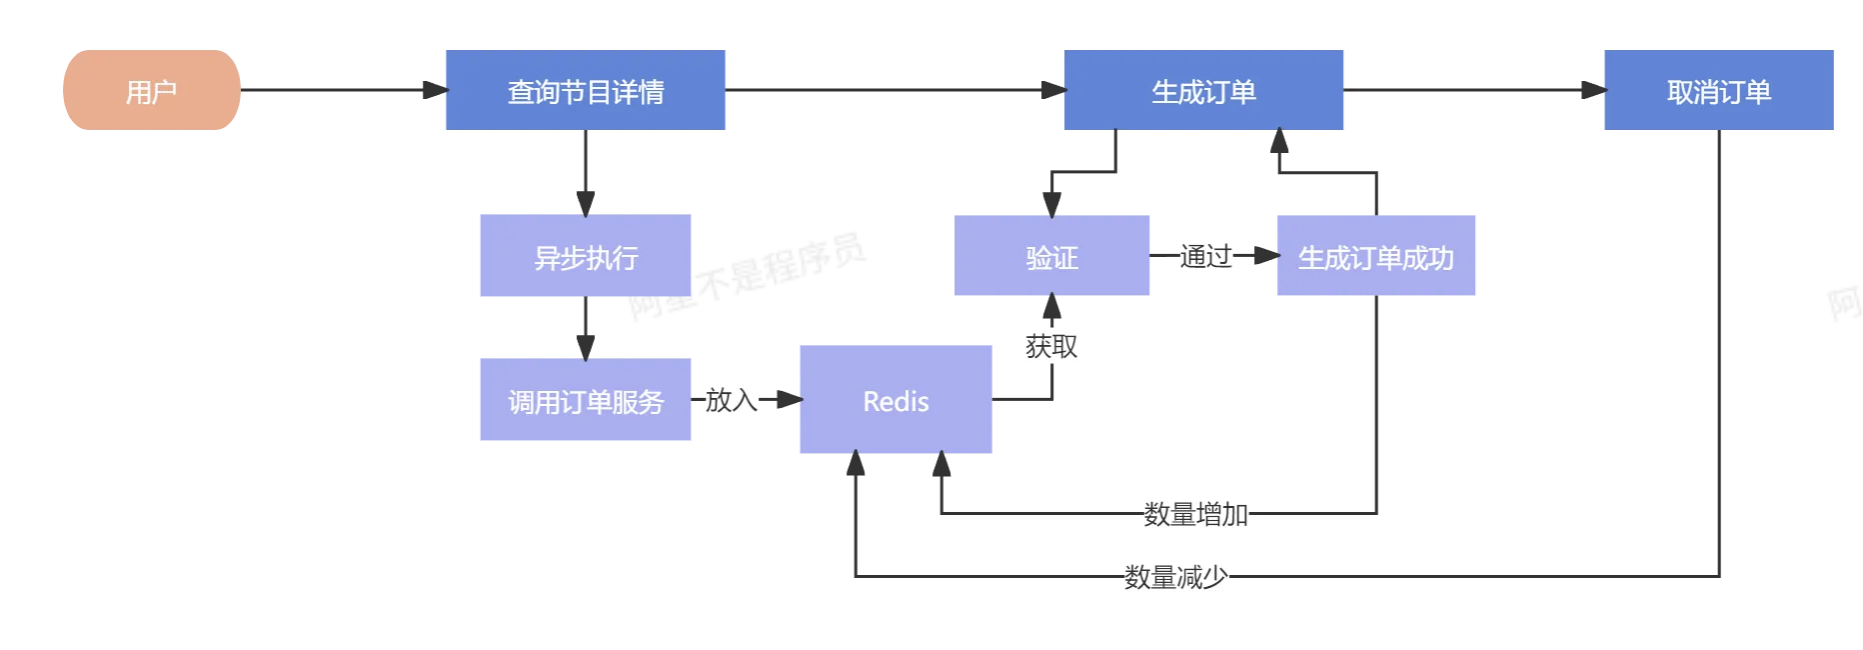 用户
查询节目详情
生成订单
取消订单
异步执行
验证
通过
生成订单成功
阿星不是程序员
阿
获取
调用订单服务
放入
Redis
数量增加
数量减少